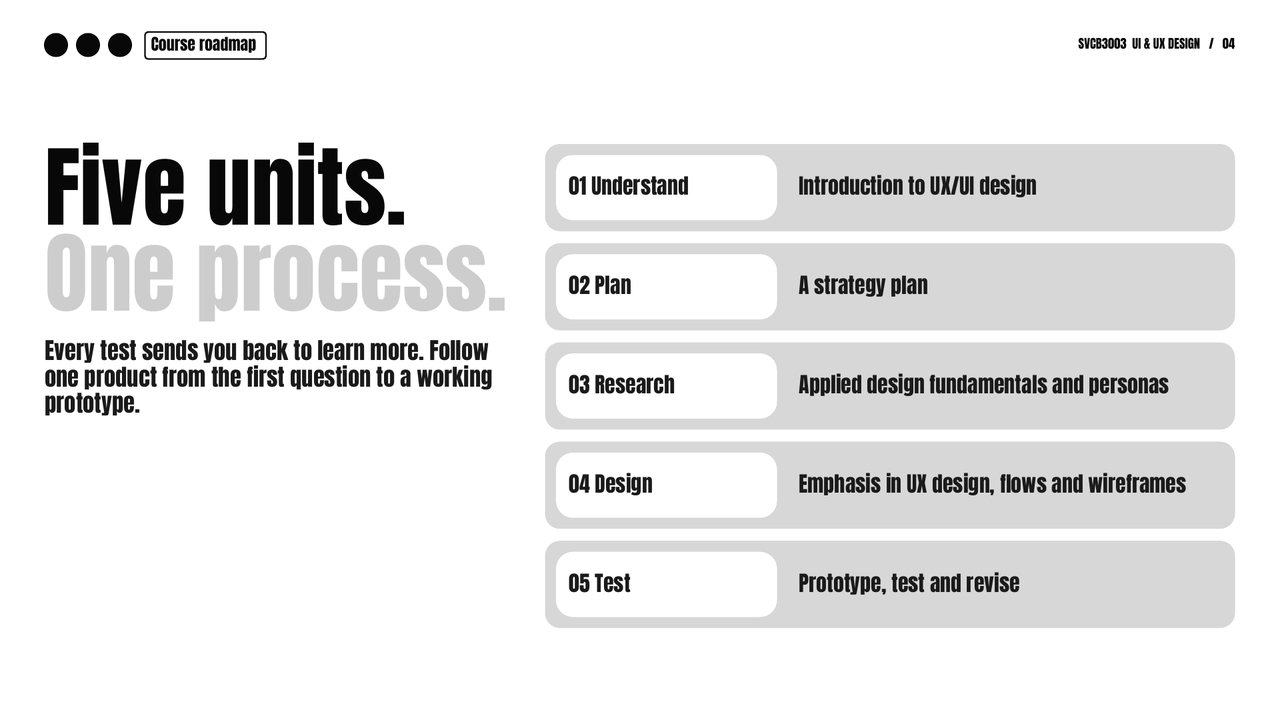 Course roadmap
SVCB3003 UI & UX DESIGN / 04
Five units.
One process.
Every test sends you back to learn more. Follow
one product from the first question to a working
prototype.
01 Understand
Introduction to UX/UI design
02 Plan
A strategy plan
03 Research
Applied design fundamentals and personas
04 Design
Emphasis in UX design, flows and wireframes
05 Test
Prototype, test and revise